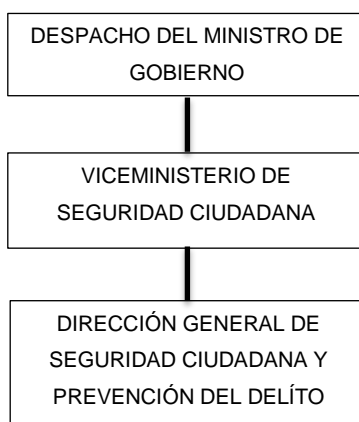 DESPACHO DEL MINISTRO DE
GOBIERNO
VICEMINISTERIO DE
SEGURIDAD CIUDADANA
DIRECCIÓN GENERAL DE
SEGURIDAD CIUDADANA Y
PREVENCIÓN DEL DELÍTO